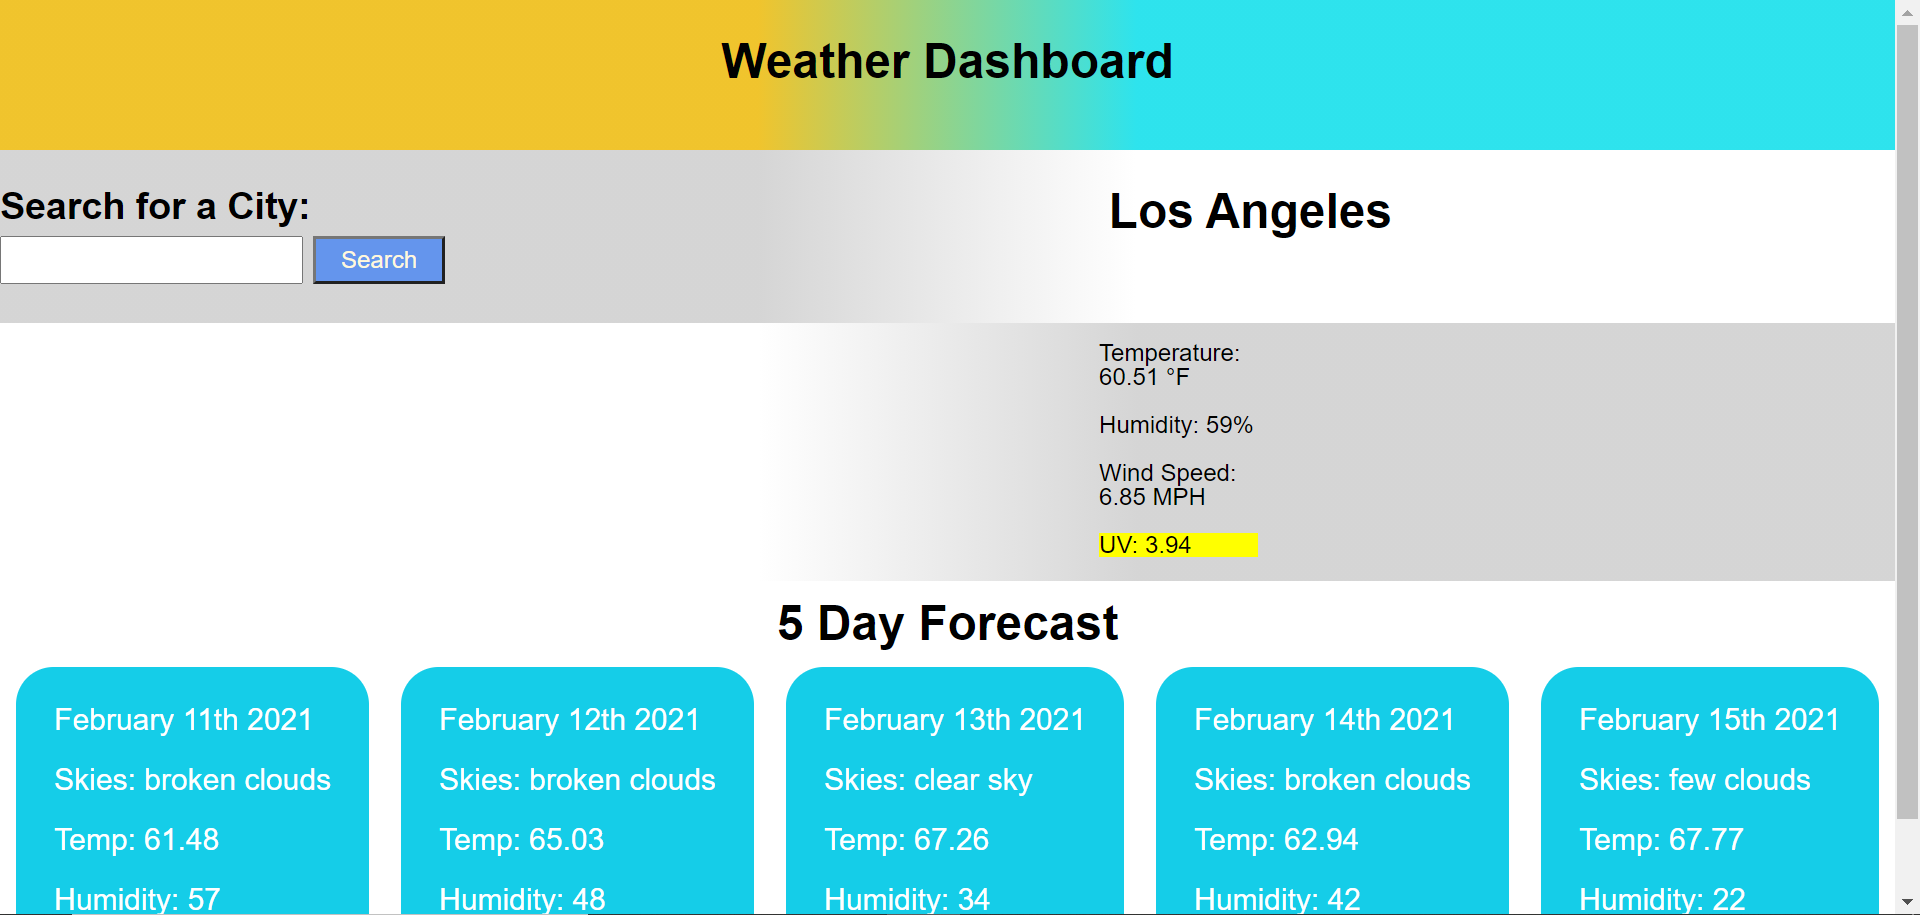 Weather Dashboard
Search for a City:
Search
Los Angeles
Temperature:
60.51 °F
Humidity: 59%
Wind Speed:
6.85 MPH
UV: 3.94
5 Day Forecast
February 11th 2021
Skies: broken clouds
Temp: 61.48
Humidity: 57
February 12th 2021
Skies: broken clouds
Temp: 65.03
Humidity: 48
February 13th 2021
Skies: clear sky
Temp: 67.26
Humidity: 34
February 14th 2021
Skies: broken clouds
Temp: 62.94
Humidity: 42
February 15th 2021
Skies: few clouds
Temp: 67.77
Humidity: 22